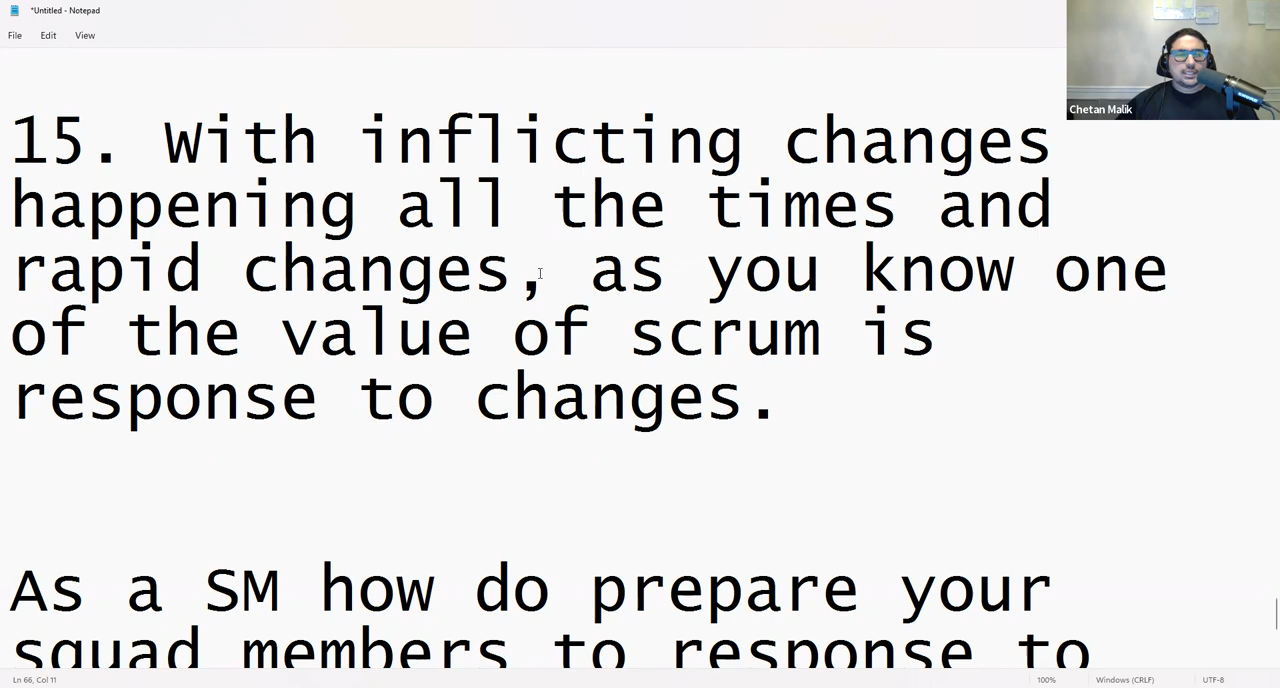 *Untitled - Notepad
File Edit View
Chetan Malik
15. With inflicting changes
happening all the times and
rapid changes, as you know one
of the value of scrum is
response to changes.
As a SM how do prepare your
squad members to response to
Ln 66, Col 11
100%
Windows (CRLF)
UTF-8